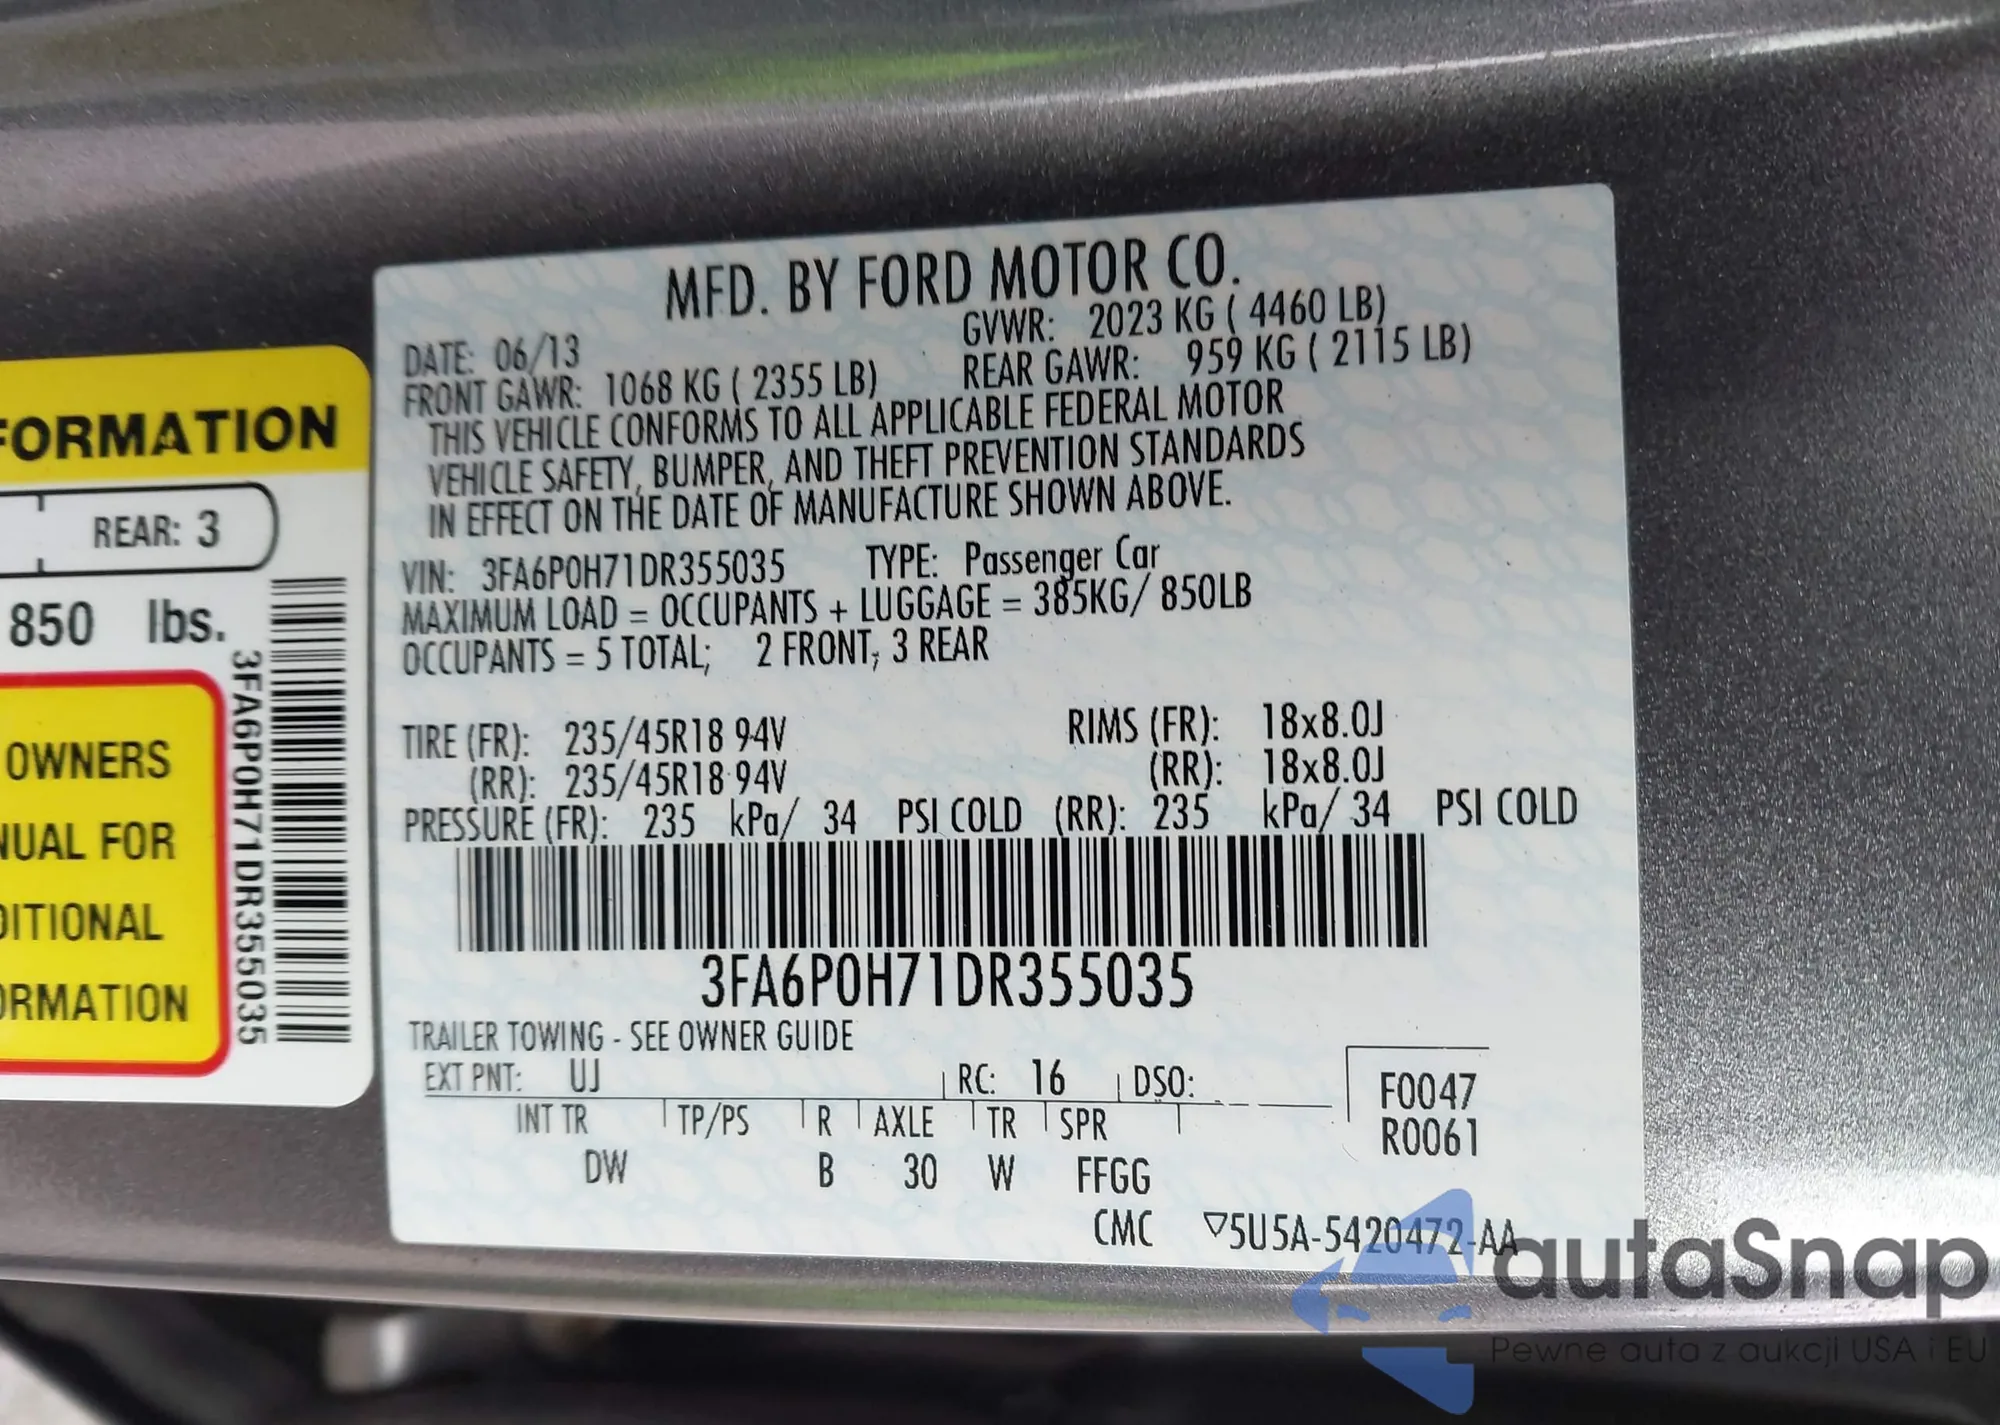 FORMATION
REAR: 3
850 lbs.
OWNERS
NUAL FOR
DITIONAL
ORMATION
3FA6P0H71DR355035
MFD. BY FORD MOTOR CO.
DATE: 06/13 GVWR: 2023 KG ( 4460 LB)
FRONT GAWR: 1068 KG ( 2355 LB) REAR GAWR: 959 KG ( 2115 LB)
THIS VEHICLE CONFORMS TO ALL APPLICABLE FEDERAL MOTOR
VEHICLE SAFETY, BUMPER, AND THEFT PREVENTION STANDARDS
IN EFFECT ON THE DATE OF MANUFACTURE SHOWN ABOVE.
VIN: 3FA6P0H71DR355035 TYPE: Passenger Car
MAXIMUM LOAD = OCCUPANTS + LUGGAGE = 385KG/ 850LB
OCCUPANTS = 5 TOTAL; 2 FRONT, 3 REAR
TIRE (FR): 235/45R18 94V RIMS (FR): 18x8.0J
(RR): 235/45R18 94V (RR): 18x8.0J
PRESSURE (FR): 235 kPa/ 34 PSI COLD (RR): 235 kPa/ 34 PSI COLD
3FA6P0H71DR355035
TRAILER TOWING - SEE OWNER GUIDE
EXT PNT: UJ RC: 16 DSO:
F0047
R0061
INT TR TP/PS R AXLE TR SPR
DW B 30 W FFGG
CMC ▽5U5A-5420472-AA
autaSnap
Pewne auta z aukcji USA i EU